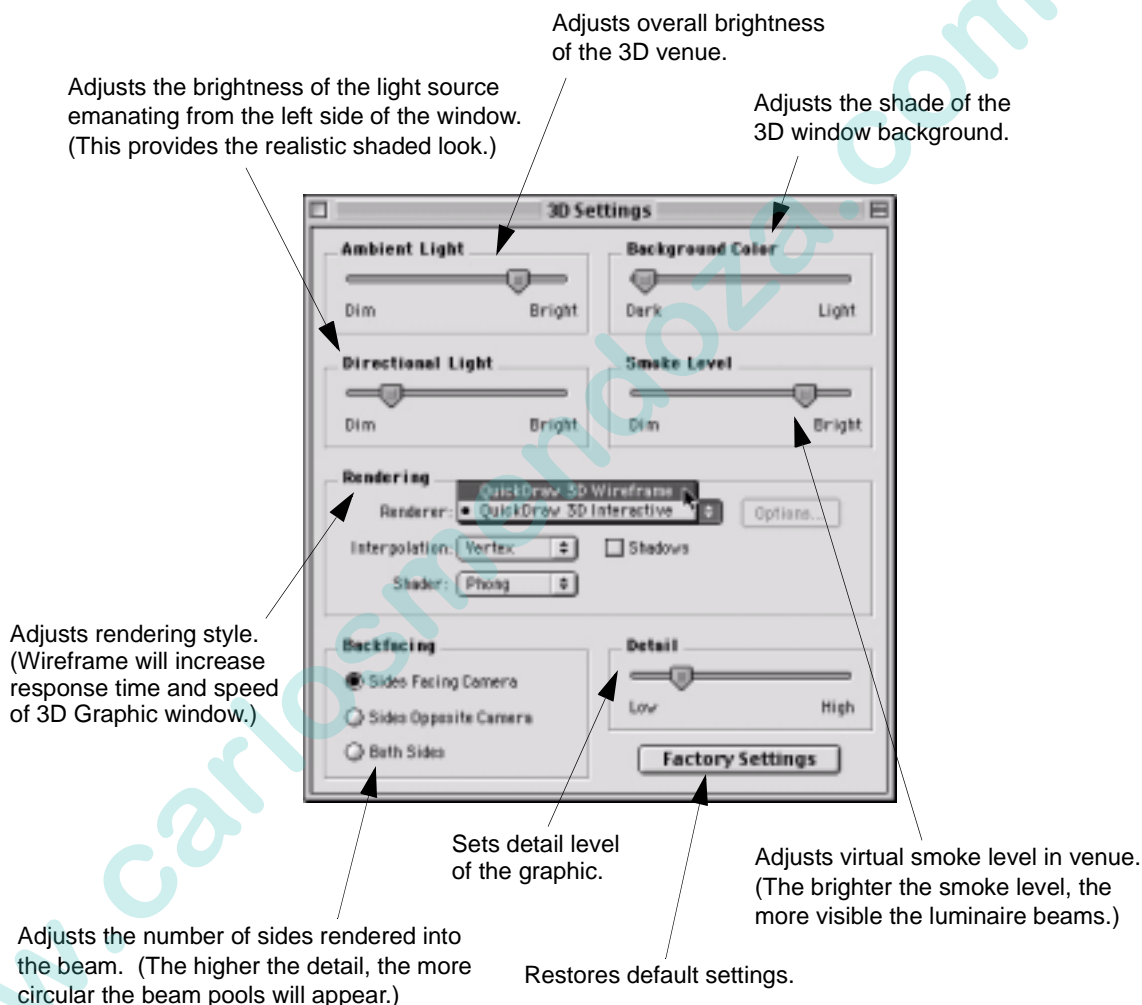 Adjusts overall brightness
of the 3D venue.
Adjusts the brightness of the light source
emanating from the left side of the window.
(This provides the realistic shaded look.)
Adjusts the shade of the
3D window background.
3D Settings
Ambient Light
Dim Bright
Background Color
Dark Light
Directional Light
Dim Bright
Smoke Level
Dim Bright
Rendering
QuickDraw 3D Wireframe
Renderer: QuickDraw 3D Interactive
Options...
Interpolation: Vertex
Shadows
Shader: Phong
Adjusts rendering style.
(Wireframe will increase
response time and speed
of 3D Graphic window.)
Backfacing
Sides Facing Camera
Sides Opposite Camera
Both Sides
Detail
Low High
Factory Settings
Sets detail level
of the graphic.
Adjusts virtual smoke level in venue.
(The brighter the smoke level, the
more visible the luminaire beams.)
Adjusts the number of sides rendered into
the beam. (The higher the detail, the more
circular the beam pools will appear.)
Restores default settings.
w.carlosmendoza.com